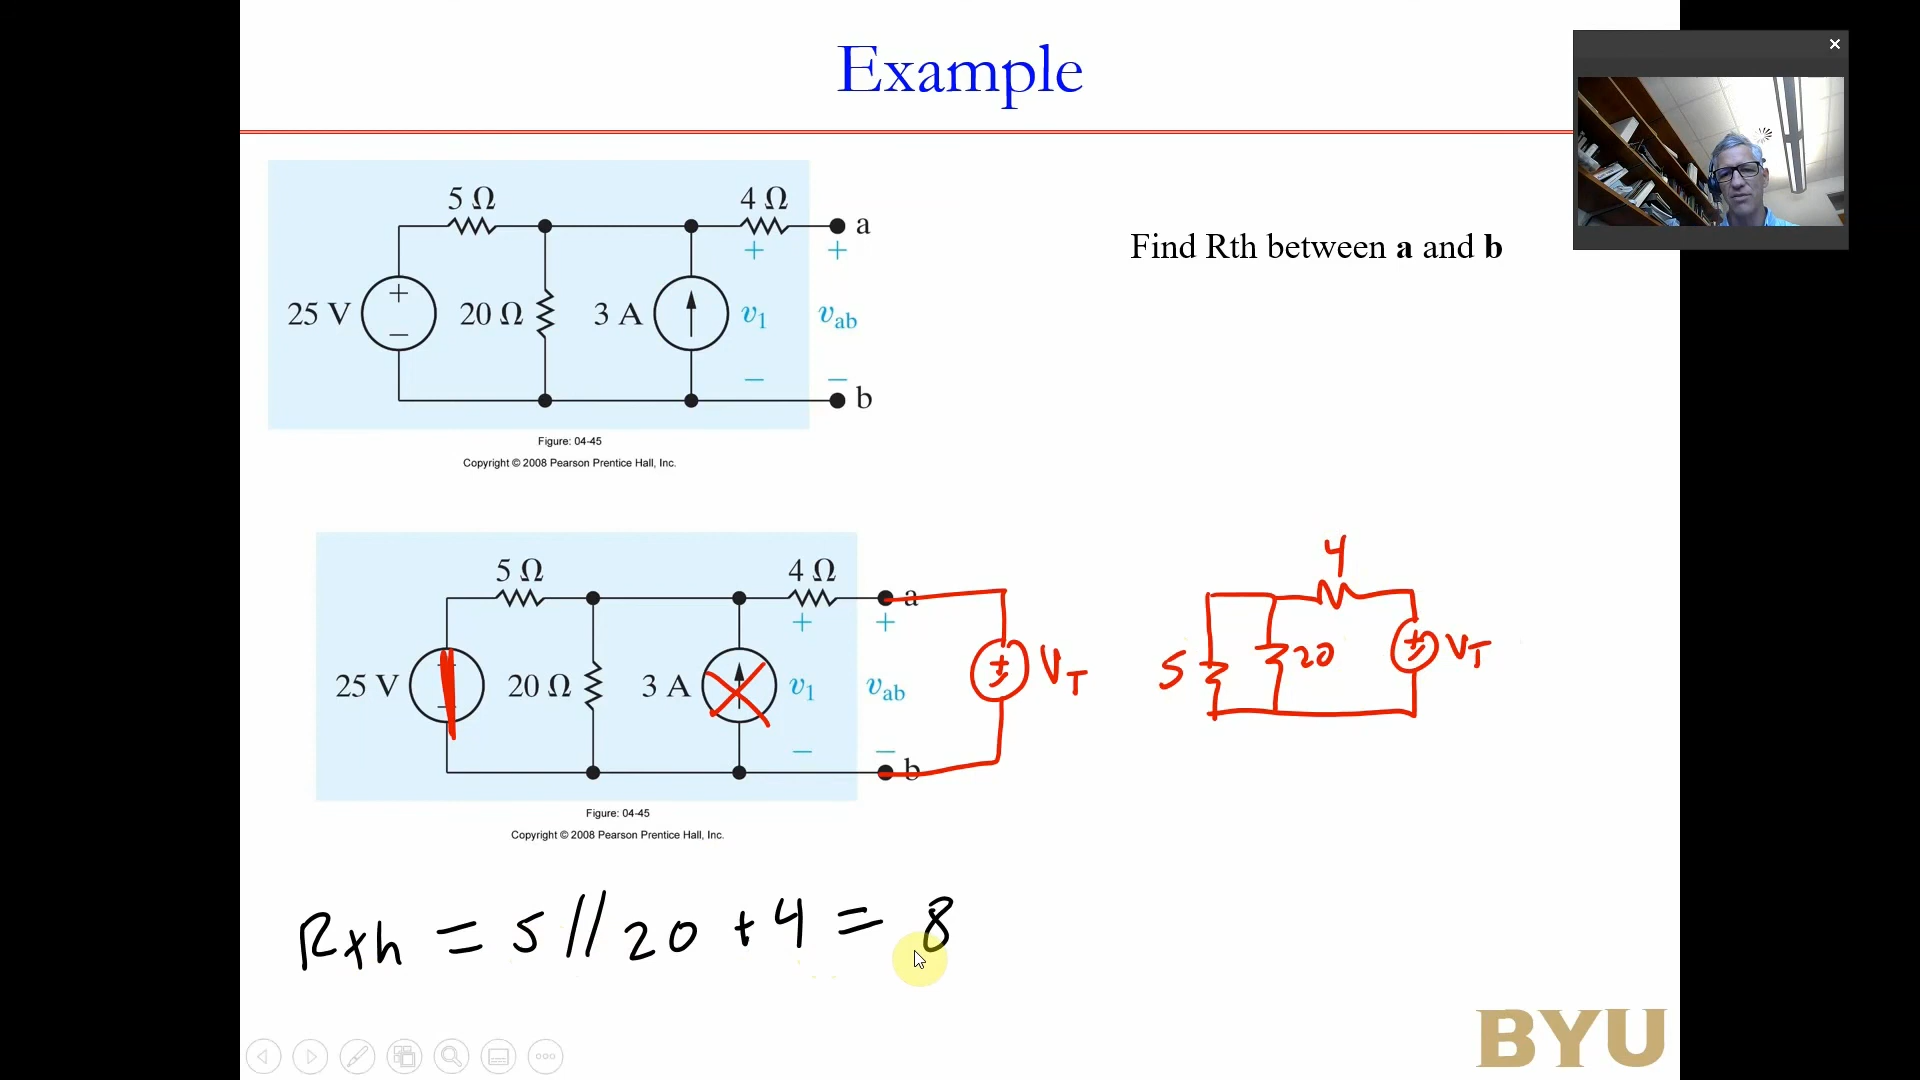 Example
Find Rth between a and b
5 Ω
4 Ω
a
+
+
+
25 V
20 Ω
3 A
v1
vab
−
−
−
b
Figure: 04-45
Copyright © 2008 Pearson Prentice Hall, Inc.
5 Ω
4 Ω
a
+
+
25 V
20 Ω
3 A
v1
vab
+
−
VT
−
−
b
Figure: 04-45
Copyright © 2008 Pearson Prentice Hall, Inc.
4
5
20
+
−
VT
Rth = 5 // 20 + 4 = 8
BYU